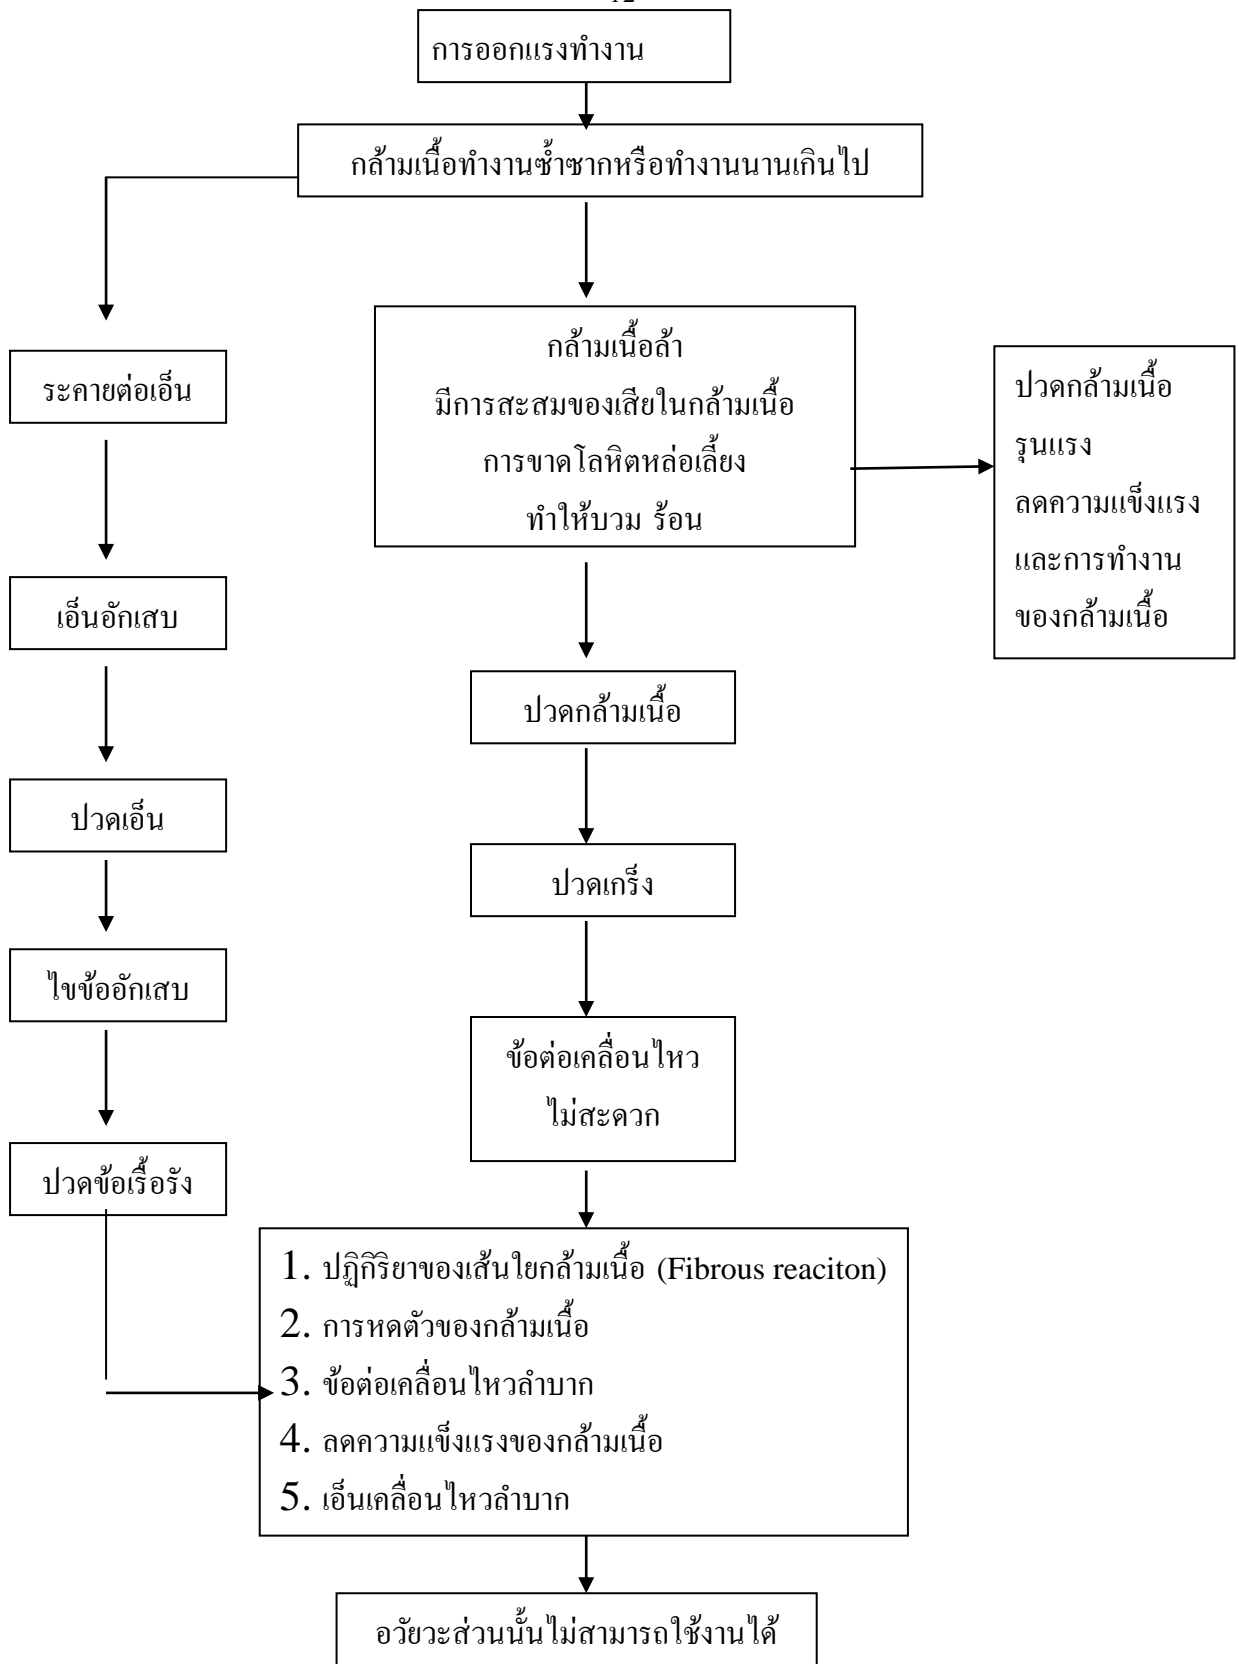 การออกแรงทำงาน
กล้ามเนื้อทำงานซ้ำซากหรือทำงานนานเกินไป
ระคายต่อเอ็น
เอ็นอักเสบ
ปวดเอ็น
ไขข้ออักเสบ
ปวดข้อเรื้อรัง
กล้ามเนื้อล้า
มีการสะสมของเสียในกล้ามเนื้อ
การขาดโลหิตหล่อเลี้ยง
ทำให้บวม ร้อน
ปวดกล้ามเนื้อ
รุนแรง
ลดความแข็งแรง
และการทำงาน
ของกล้ามเนื้อ
ปวดกล้ามเนื้อ
ปวดเกร็ง
ข้อต่อเคลื่อนไหว
ไม่สะดวก
1. ปฏิกิริยาของเส้นใยกล้ามเนื้อ (Fibrous reaciton)
2. การหดตัวของกล้ามเนื้อ
3. ข้อต่อเคลื่อนไหวลำบาก
4. ลดความแข็งแรงของกล้ามเนื้อ
5. เอ็นเคลื่อนไหวลำบาก
อวัยวะส่วนนั้นไม่สามารถใช้งานได้